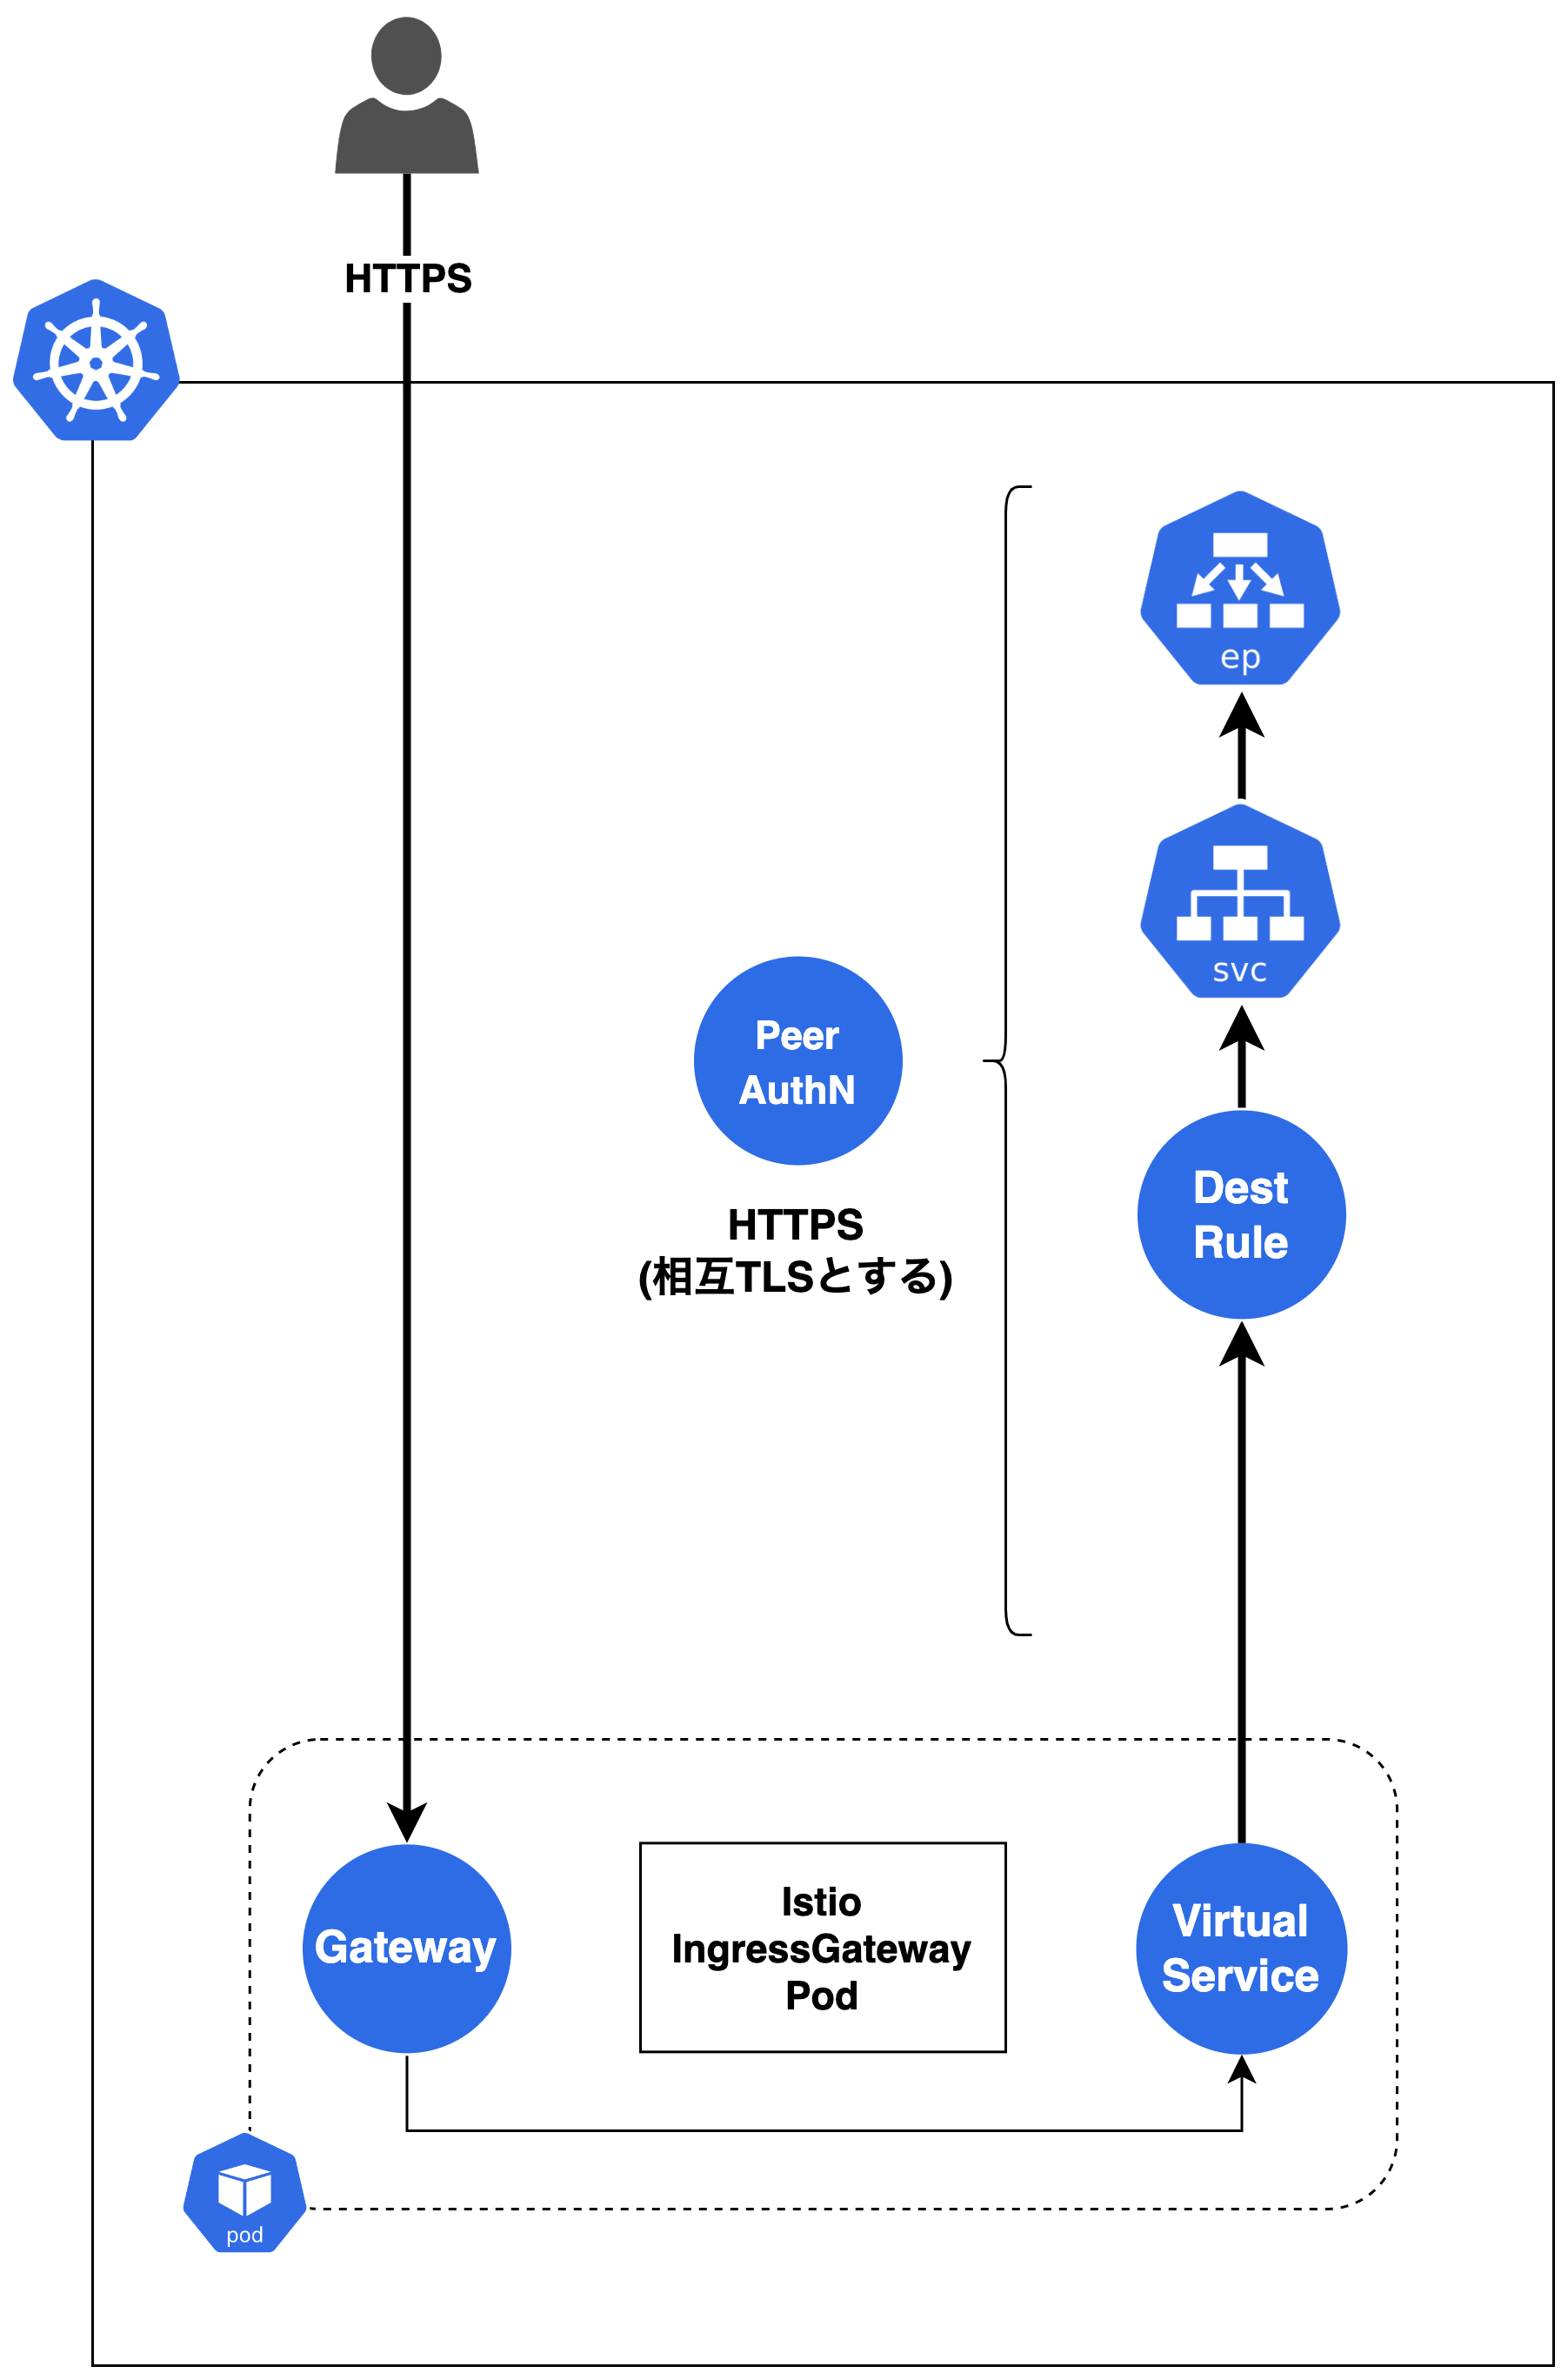 HTTPS
ep
svc
Peer
AuthN
HTTPS
(相互TLSとする)
Dest
Rule
Gateway
Istio
IngressGateway
Pod
Virtual
Service
pod